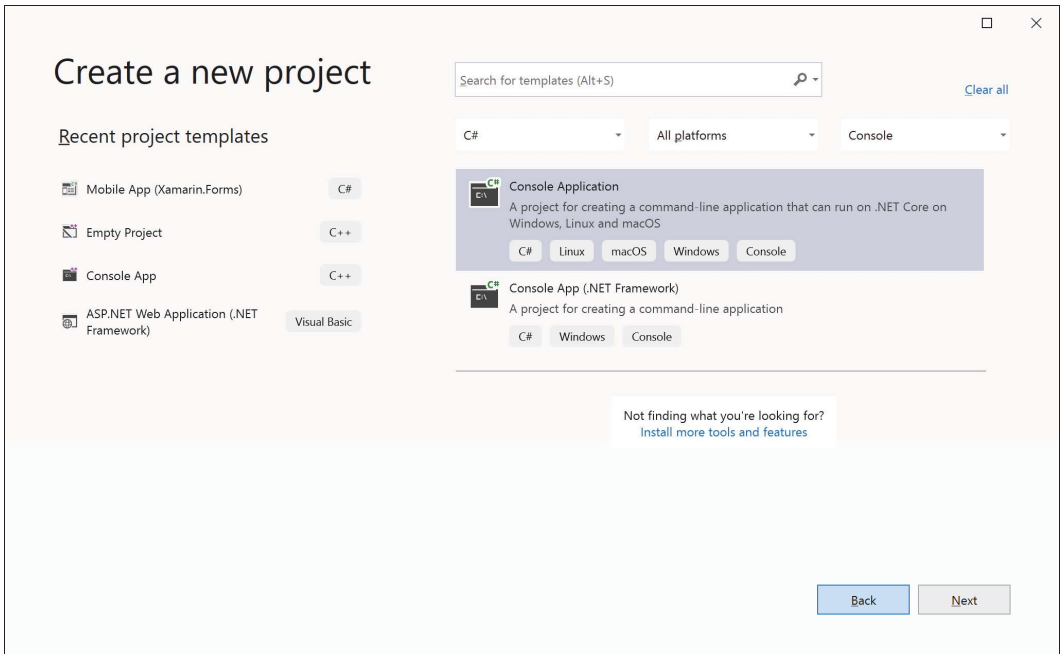 Create a new project
Search for templates (Alt+S)
Clear all
Recent project templates
C#
All platforms
Console
Mobile App (Xamarin.Forms)
C#
Empty Project
C++
Console App
C++
ASP.NET Web Application (.NET
Framework)
Visual Basic
C#
C:\
Console Application
A project for creating a command-line application that can run on .NET Core on
Windows, Linux and macOS
C# Linux macOS Windows Console
C#
C:\
Console App (.NET Framework)
A project for creating a command-line application
C# Windows Console
Not finding what you're looking for?
Install more tools and features
Back
Next